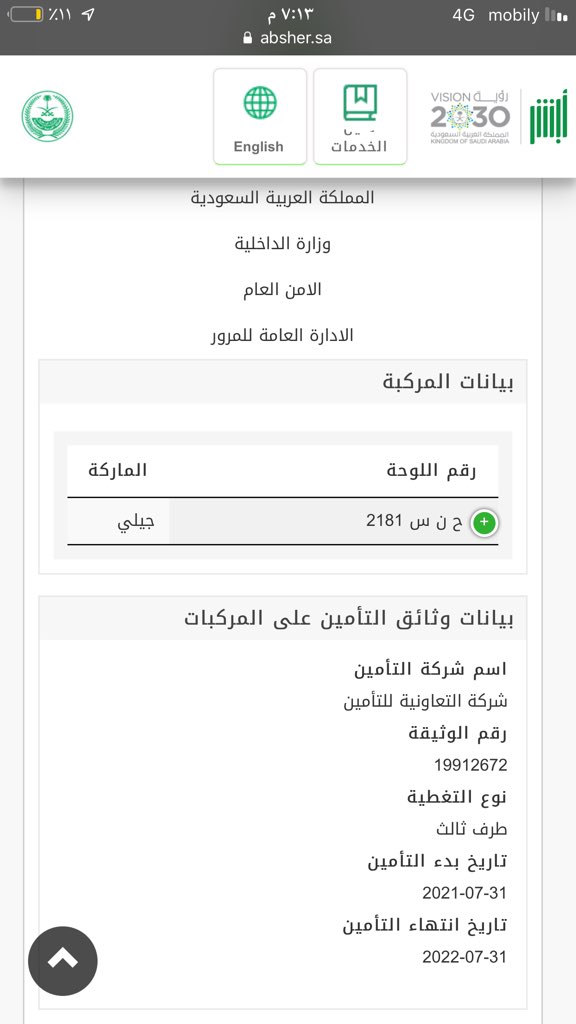 ٪١١ ٧:١٣ م 4G mobily
absher.sa
English
الخدمات
VISION رؤيــة
2030
المملكة العربية السعودية
KINGDOM OF SAUDI ARABIA
أبشر
المملكة العربية السعودية
وزارة الداخلية
الامن العام
الادارة العامة للمرور
بيانات المركبة
رقم اللوحة الماركة
ح ن س 2181 جيلي
بيانات وثائق التأمين على المركبات
اسم شركة التأمين
شركة التعاونية للتأمين
رقم الوثيقة
19912672
نوع التغطية
طرف ثالث
تاريخ بدء التأمين
2021-07-31
تاريخ انتهاء التأمين
2022-07-31